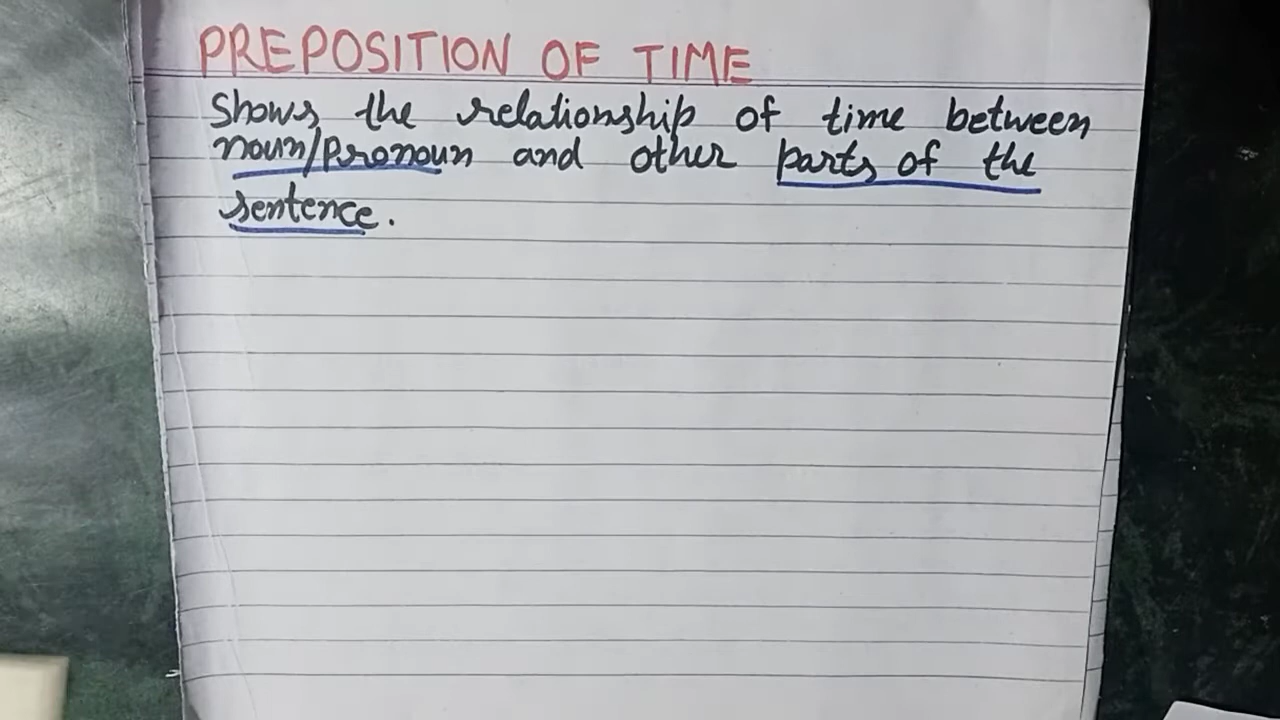 PREPOSITION OF TIME
Shows the relationship of time between
noun/Pronoun and other parts of the
sentence.